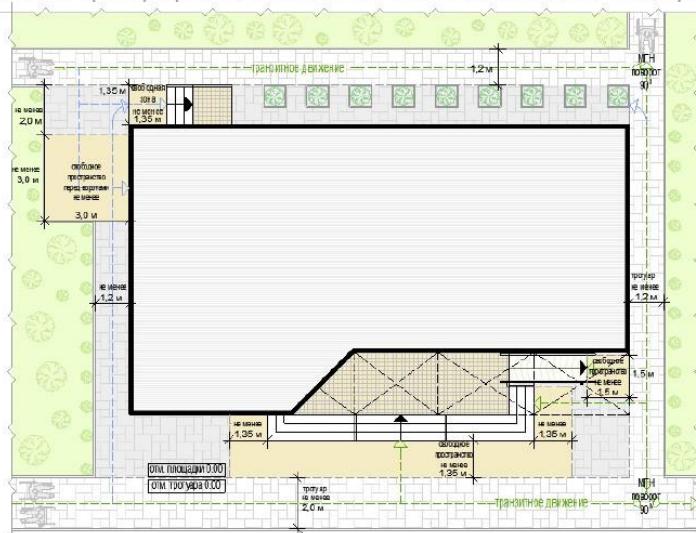 транзитное движение
1,2 м
МГН
поворот
90°
1,35 м
свободная
зона
не менее
1,35 м
не менее
2,0 м
не менее
3,0 м
свободное
пространство
перед воротами
не менее
3,0 м
не менее
1,2 м
тротуар
не менее
1,2 м
свободное
пространство
не менее
1,5 м
1,5 м
не менее
1,35 м
не менее
1,35 м
свободное
пространство
не менее
1,35 м
отм. площадки 0.00
отм. тротуара 0.00
тротуар
не менее
2,0 м
транзитное движение
МГН
поворот
90°